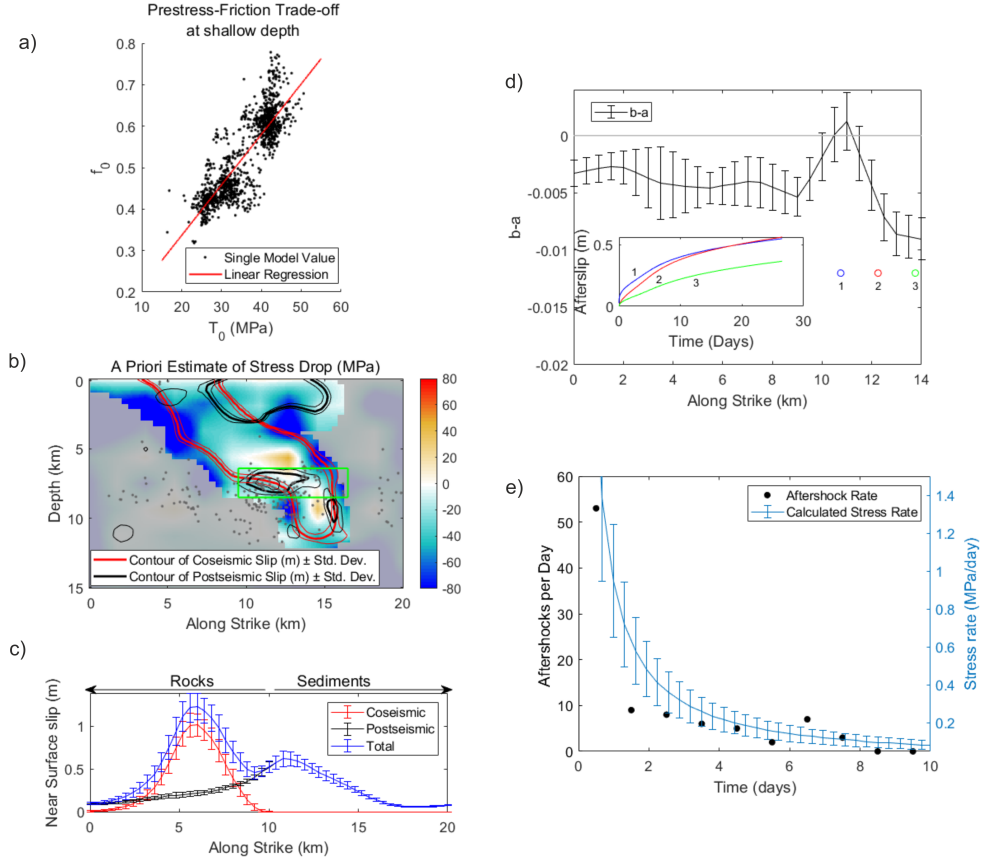 a)
Prestress-Friction Trade-off
at shallow depth
0.8
0.7
0.6
0.5
0.4
0.3
0.2
f0
Single Model Value
Linear Regression
0 20 40 60
T0 (MPa)
b)
A Priori Estimate of Stress Drop (MPa)
0
5
10
15
Depth (km)
Contour of Coseismic Slip (m) ± Std. Dev.
Contour of Postseismic Slip (m) ± Std. Dev.
0 5 10 15 20
Along Strike (km)
80
60
40
20
0
-20
-40
-60
-80
c)
Rocks Sediments
1
0.5
0
Near Surface slip (m)
Coseismic
Postseismic
Total
0 5 10 15 20
Along Strike (km)
d)
b-a
0
-0.005
-0.01
-0.015
-0.02
b-a
0.5
0
Afterslip (m)
1
2
3
0 10 20 30
Time (Days)
1 2 3
0 2 4 6 8 10 12 14
Along Strike (km)
e)
60
50
40
30
20
10
0
Aftershocks per Day
Aftershock Rate
Calculated Stress Rate
1.4
1.2
1
0.8
0.6
0.4
0.2
Stress rate (MPa/day)
0 2 4 6 8 10
Time (days)